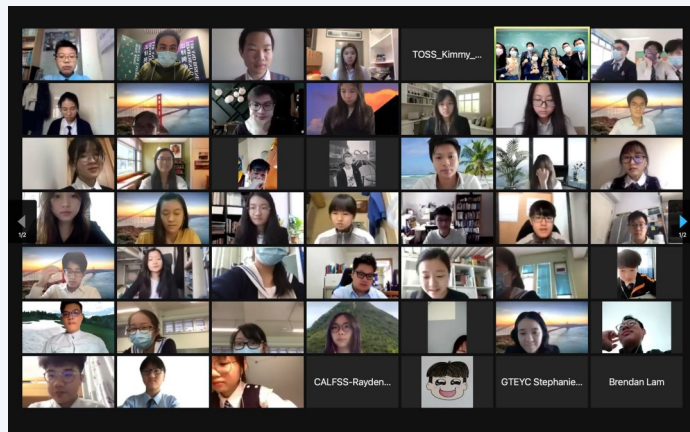 TOSS_Kimmy_...
1/2
1/2
CALFSS-Rayden...
GTEYC Stephanie...
Brendan Lam